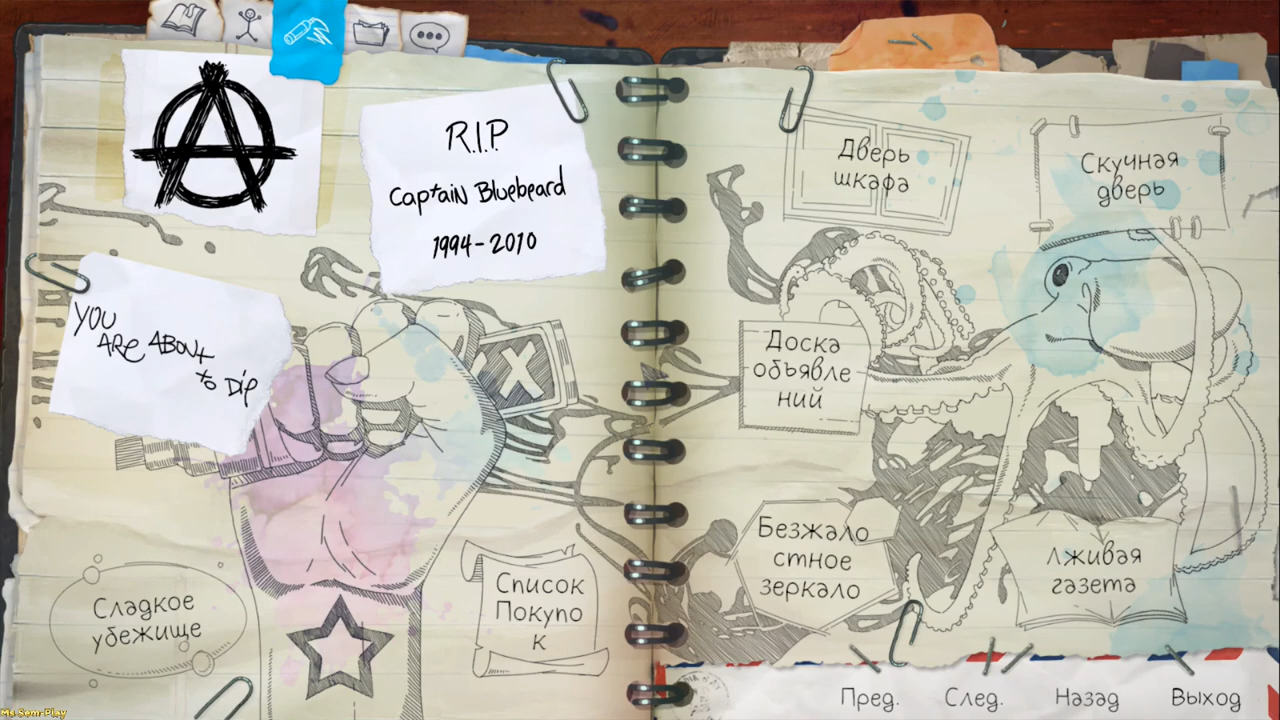 R.I.P.
Captain Bluebeard
1994-2010
YOU
ARE ABOUT
to Dip
Сладкое
убежище
Список
Покупо
к
Дверь
шкафа
Скучная
дверь
Доска
объявле
ний
Безжало
стное
зеркало
Лживая
газета
Пред.
След.
Назад
Выход
Ms Sem-Play